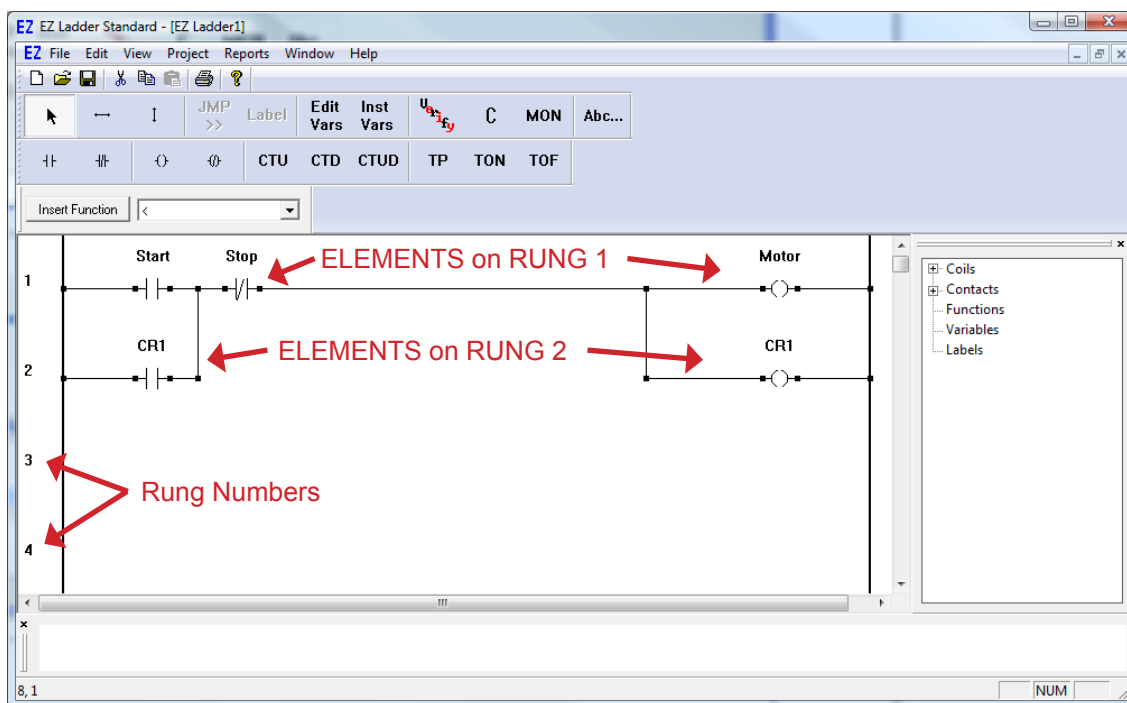 EZ EZ Ladder Standard - [EZ Ladder1]
EZ File Edit View Project Reports Window Help
JMP >> Label Edit Vars Inst Vars Verify C MON Abc...
CTU CTD CTUD TP TON TOF
Insert Function <
Start Stop ELEMENTS on RUNG 1 Motor
1
CR1 ELEMENTS on RUNG 2 CR1
2
3
Rung Numbers
4
Coils
Contacts
Functions
Variables
Labels
8, 1 NUM